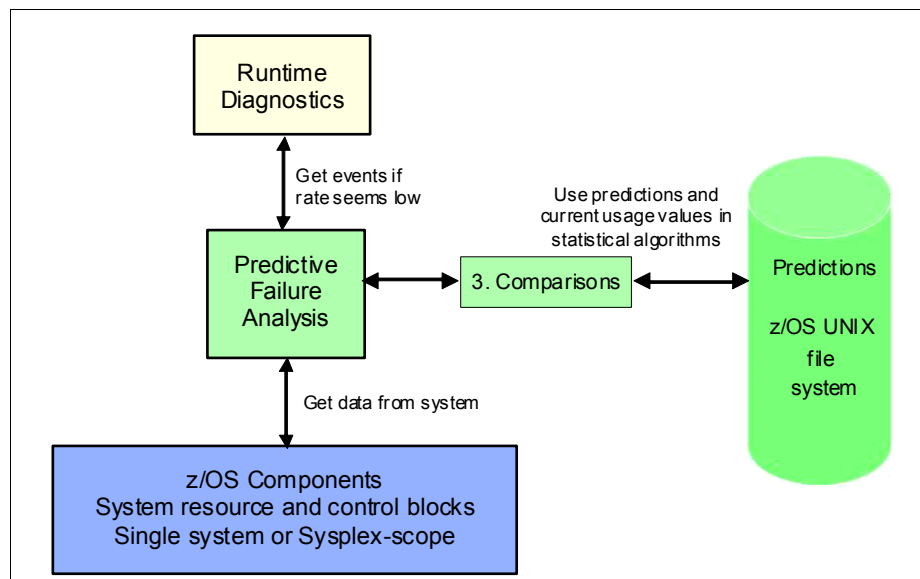 Runtime
Diagnostics
Get events if
rate seems low
Use predictions and
current usage values in
statistical algorithms
Predictive
Failure
Analysis
3. Comparisons
Predictions
z/OS UNIX
file
system
Get data from system
z/OS Components
System resource and control blocks
Single system or Sysplex-scope